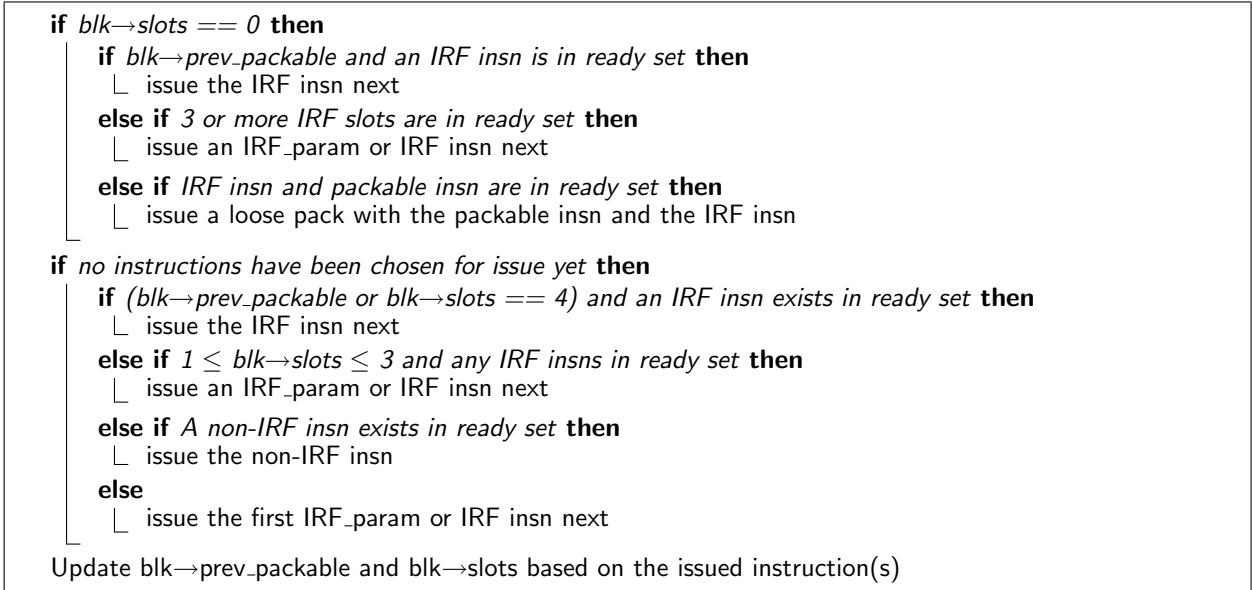 if blk→slots == 0 then
if blk→prev_packable and an IRF insn is in ready set then
issue the IRF insn next
else if 3 or more IRF slots are in ready set then
issue an IRF_param or IRF insn next
else if IRF insn and packable insn are in ready set then
issue a loose pack with the packable insn and the IRF insn
if no instructions have been chosen for issue yet then
if (blk→prev_packable or blk→slots == 4) and an IRF insn exists in ready set then
issue the IRF insn next
else if 1 ≤ blk→slots ≤ 3 and any IRF insns in ready set then
issue an IRF_param or IRF insn next
else if A non-IRF insn exists in ready set then
issue the non-IRF insn
else
issue the first IRF_param or IRF insn next
Update blk→prev_packable and blk→slots based on the issued instruction(s)